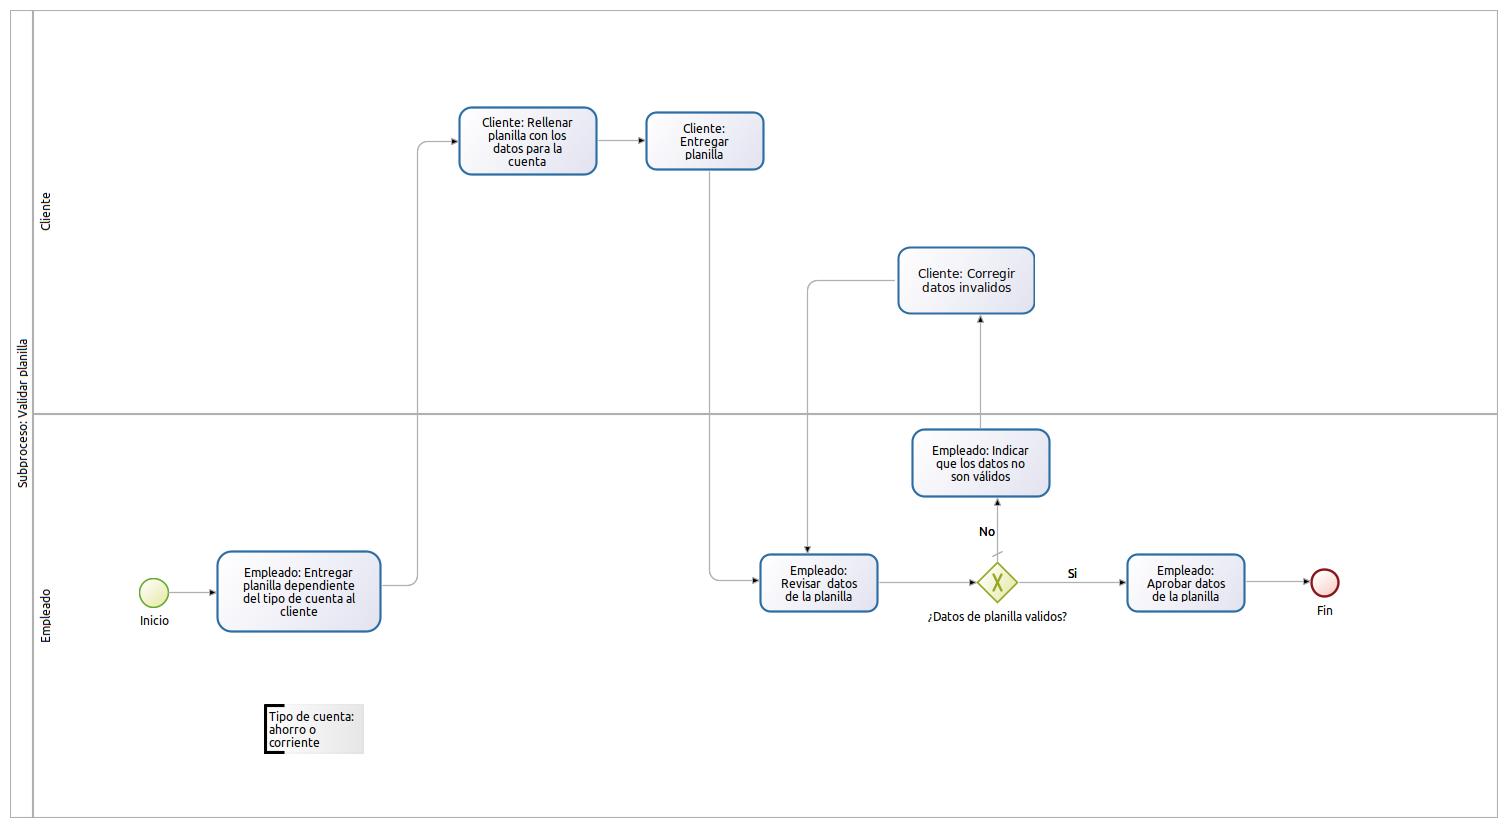 Subproceso: Validar planilla
Cliente
Cliente: Rellenar
planilla con los
datos para la
cuenta
Cliente:
Entregar
planilla
Cliente: Corregir
datos invalidos
Empleado
Inicio
Empleado: Entregar
planilla dependiente
del tipo de cuenta al
cliente
Empleado: Indicar
que los datos no
son válidos
No
Empleado:
Revisar datos
de la planilla
¿Datos de planilla validos?
Si
Empleado:
Aprobar datos
de la planilla
Fin
Tipo de cuenta:
ahorro o
corriente